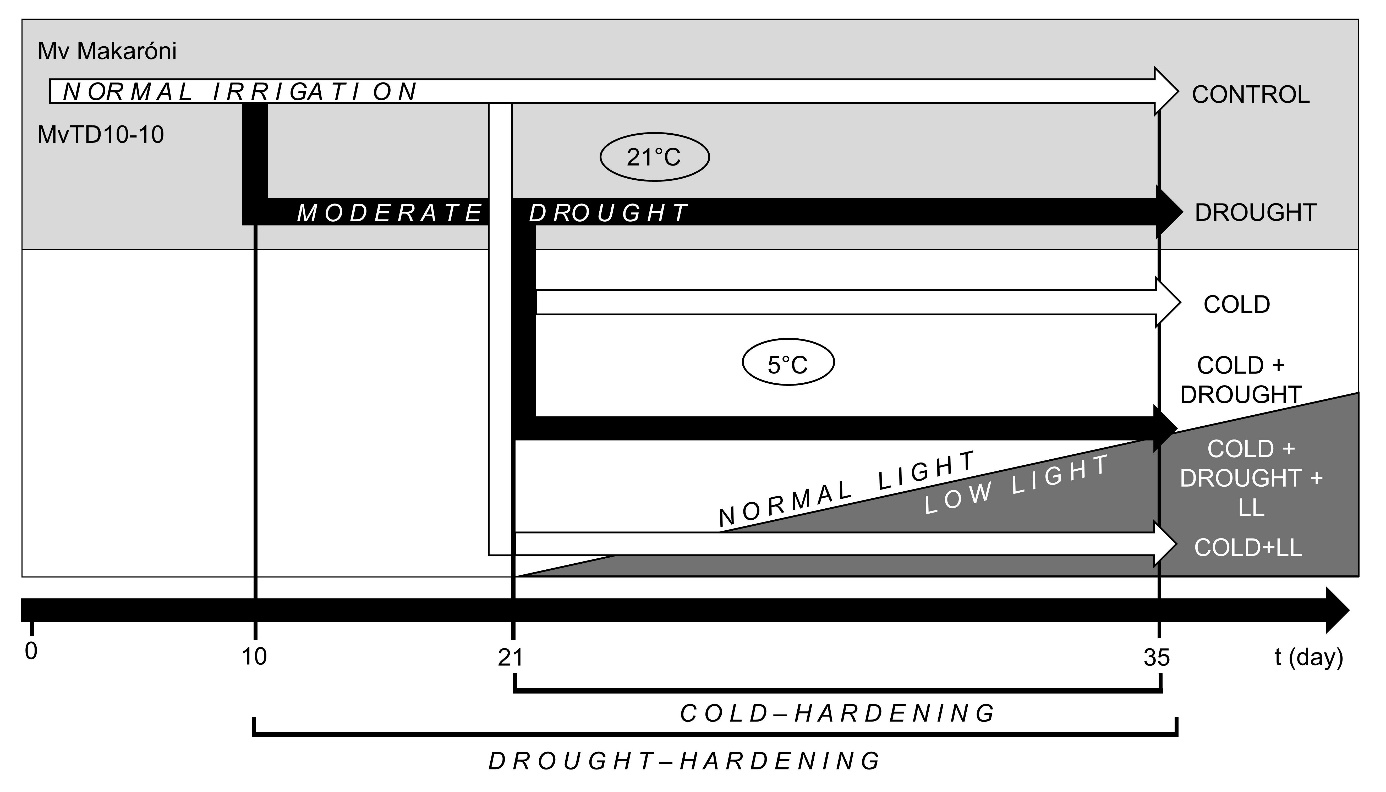 Mv Makaróni
NORMAL IRRIGATION
CONTROL
MvTD10-10
21°C
MODERATE DROUGHT
DROUGHT
COLD
5°C
COLD +
DROUGHT
NORMAL LIGHT
LOW LIGHT
COLD +
DROUGHT +
LL
COLD+LL
0
10
21
35
t (day)
COLD–HARDENING
DROUGHT–HARDENING